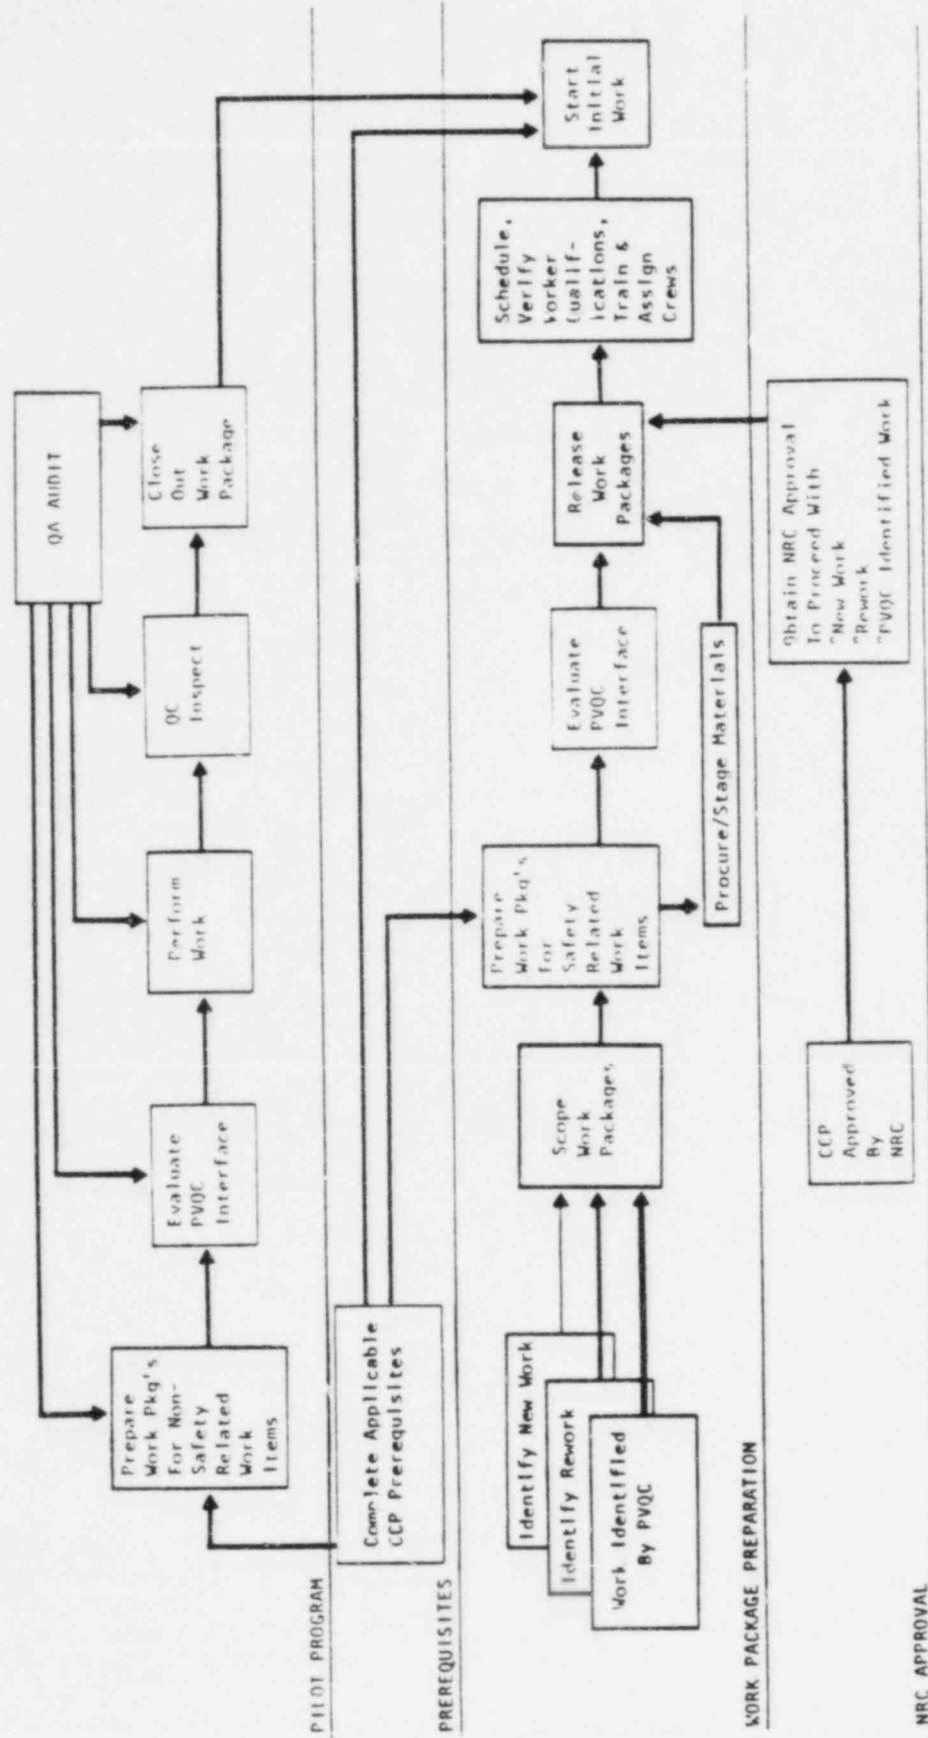 QA AUDIT
Prepare
Work Pkg's
For Non-
Safety
Related
Work
Items
Evaluate
PVQC
Interface
Perform
Work
QC
Inspect
Close
Out
Work
Package
PILOT PROGRAM
Complete Applicable
CCP Prerequisites
PREREQUISITES
Identify New Work
Identify Rework
Work Identified
By PVQC
Scope
Work
Packages
Prepare
Work Pkg's
For
Safety
Related
Work
Items
Evaluate
PVQC
Interface
Release
Work
Packages
Schedule,
Verify
Worker
Qualif-
ications,
Train &
Assign
Crews
Start
Initial
Work
Procure/Stage Materials
WORK PACKAGE PREPARATION
CCP
Approved
By
NRC
Obtain NRC Approval
To Proceed With
"New Work
"Rework
"PVQC Identified Work
NRC APPROVAL